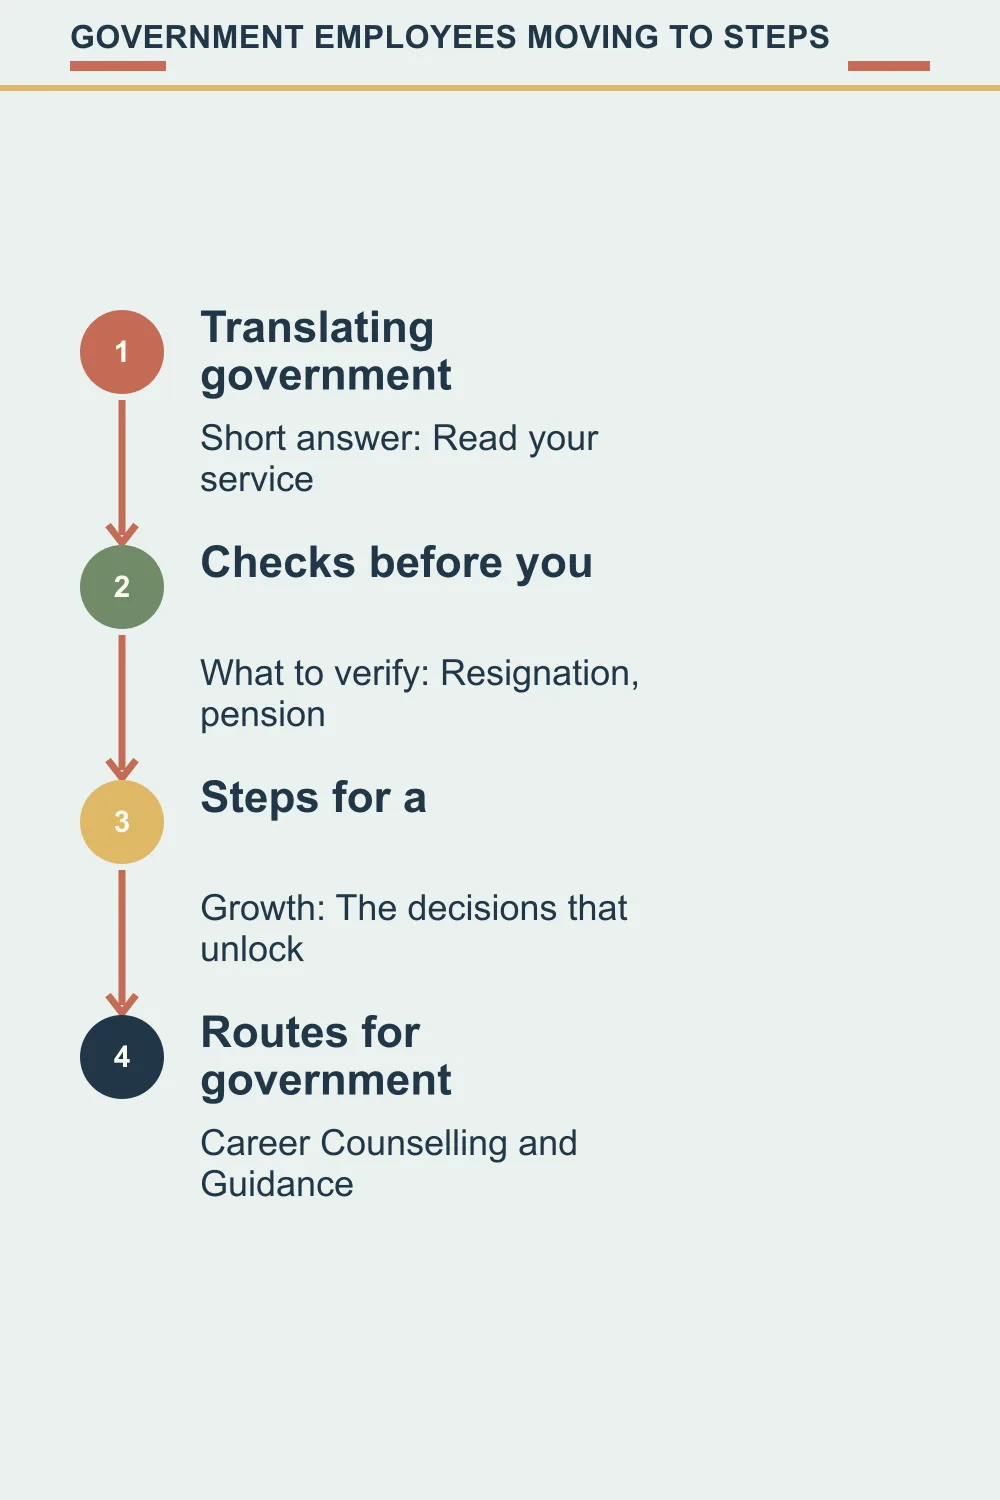 GOVERNMENT EMPLOYEES MOVING TO STEPS
1
Translating
government
Short answer: Read your
service
2
Checks before you
What to verify: Resignation,
pension
3
Steps for a
Growth: The decisions that
unlock
4
Routes for
government
Career Counselling and
Guidance